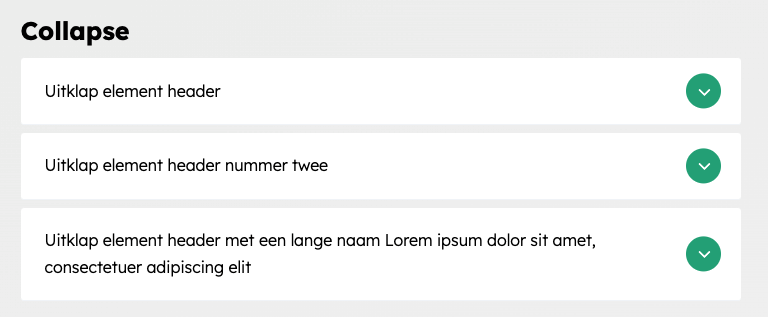 Collapse
Uitklap element header
Uitklap element header nummer twee
Uitklap element header met een lange naam Lorem ipsum dolor sit amet,
consectetuer adipiscing elit